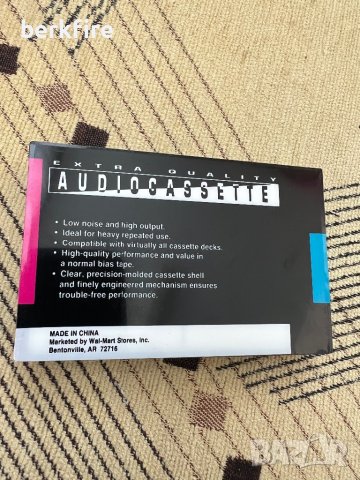 berkfire
EXTRA QUALITY
AUDIOCASSETTE
• Low noise and high output.
• Ideal for heavy repeated use.
• Compatible with virtually all cassette decks.
• High-quality performance and value in
a normal bias tape.
• Clear, precision-molded cassette shell
and finely engineered mechanism ensures
trouble-free performance.
MADE IN CHINA
Marketed by Wal-Mart Stores, Inc.
Bentonville, AR 72716
BAZAR